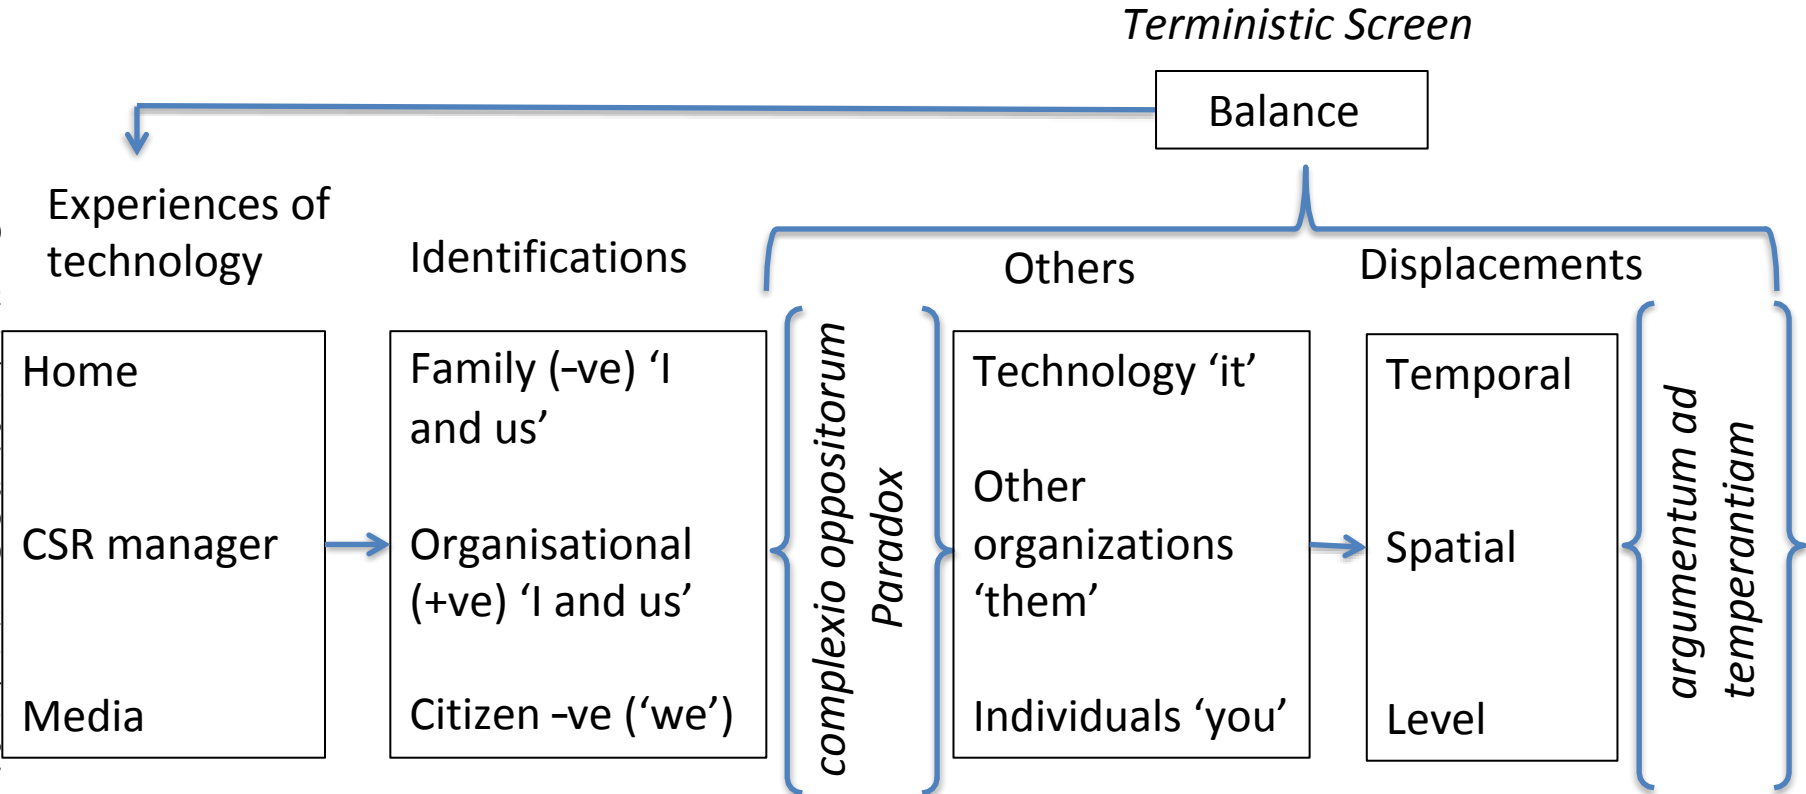 Terministic Screen
Balance
Experiences of
technology
Identifications
Others
Displacements
Home
CSR manager
Media
Family (–ve) ‘I
and us’
Organisational
(+ve) ‘I and us’
Citizen –ve (‘we’)
complexio oppositorum
Paradox
Technology ‘it’
Other
organizations
‘them’
Individuals ‘you’
Temporal
Spatial
Level
argumentum ad
temperantiam